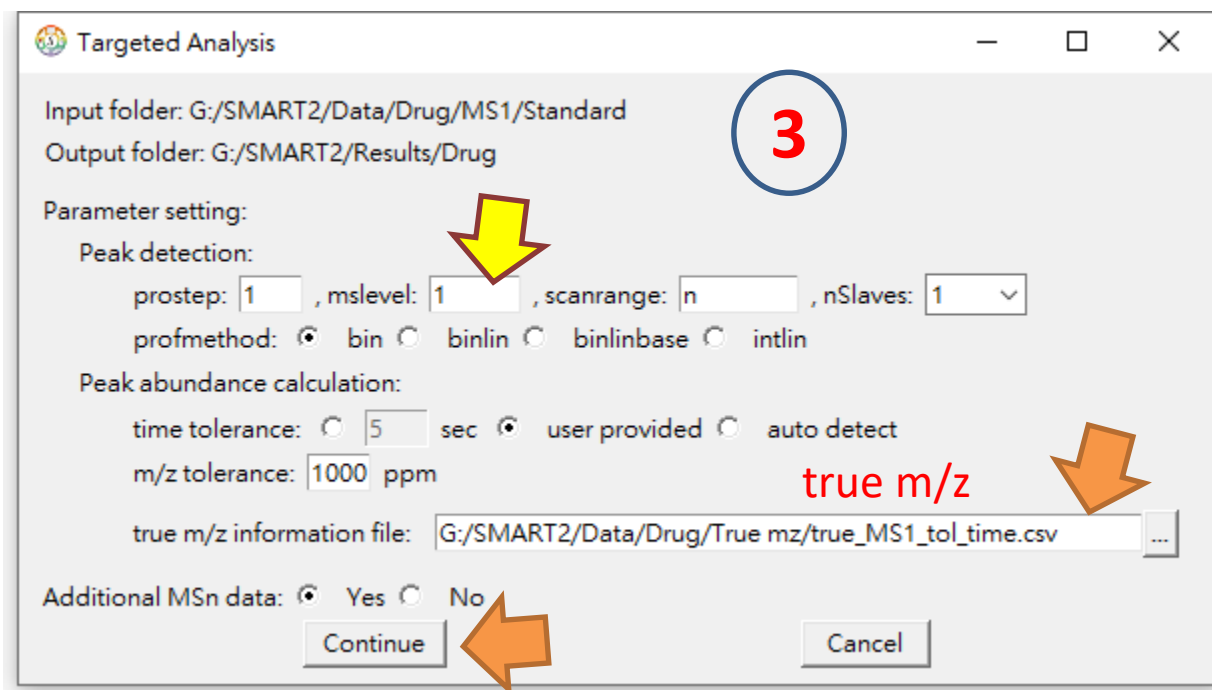 Targeted Analysis
Input folder: G:/SMART2/Data/Drug/MS1/Standard
3
Output folder: G:/SMART2/Results/Drug
Parameter setting:
Peak detection:
prostep: 1 , mslevel: 1 , scanrange: n , nSlaves: 1
profmethod: bin binlin binlinbase intlin
Peak abundance calculation:
time tolerance: 5 sec user provided auto detect
m/z tolerance: 1000 ppm
true m/z
true m/z information file: G:/SMART2/Data/Drug/True mz/true_MS1_tol_time.csv ...
Additional MSn data: Yes No
Continue Cancel